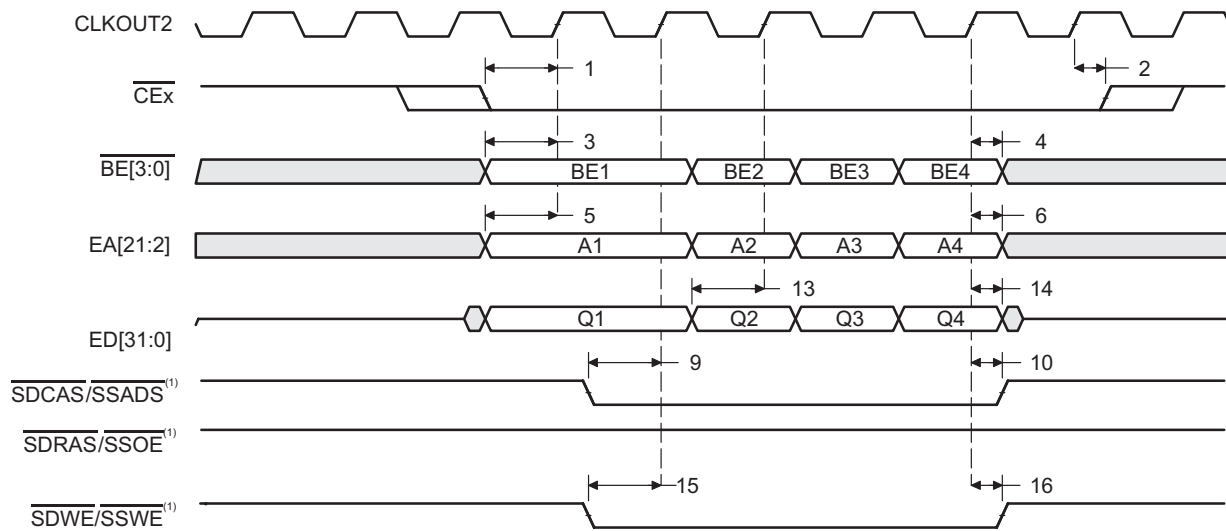 CLKOUT2
1 2
CEx
3 4
BE[3:0] BE1 BE2 BE3 BE4
5 6
EA[21:2] A1 A2 A3 A4
13 14
Q1 Q2 Q3 Q4
ED[31:0]
9 10
SDCAS/SSADS(1)
SDRAS/SSOE(1)
15 16
SDWE/SSWE(1)